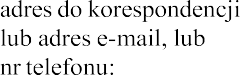 adres do korespondencji
lub adres e-mail, lub
nr telefonu: